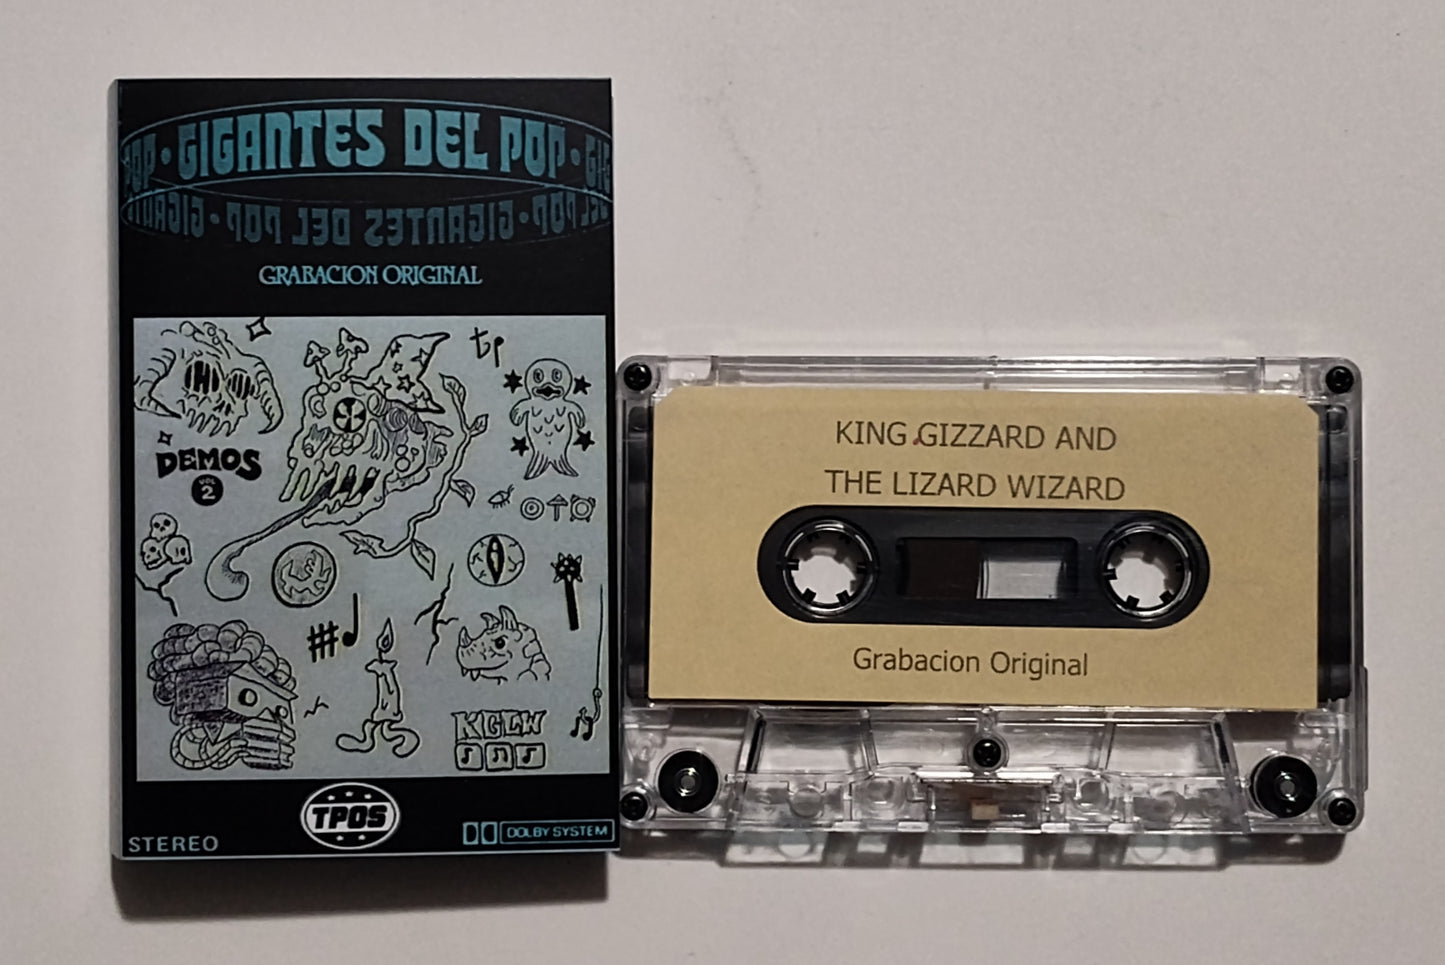 POP • GIGANTES DEL POP • GIG
GIGANTES DEL POP
GRABACION ORIGINAL
tp
DEMOS
VOL
2
KGLW
TPOS
STEREO
DOLBY SYSTEM
KING GIZZARD AND
THE LIZARD WIZARD
Grabacion Original